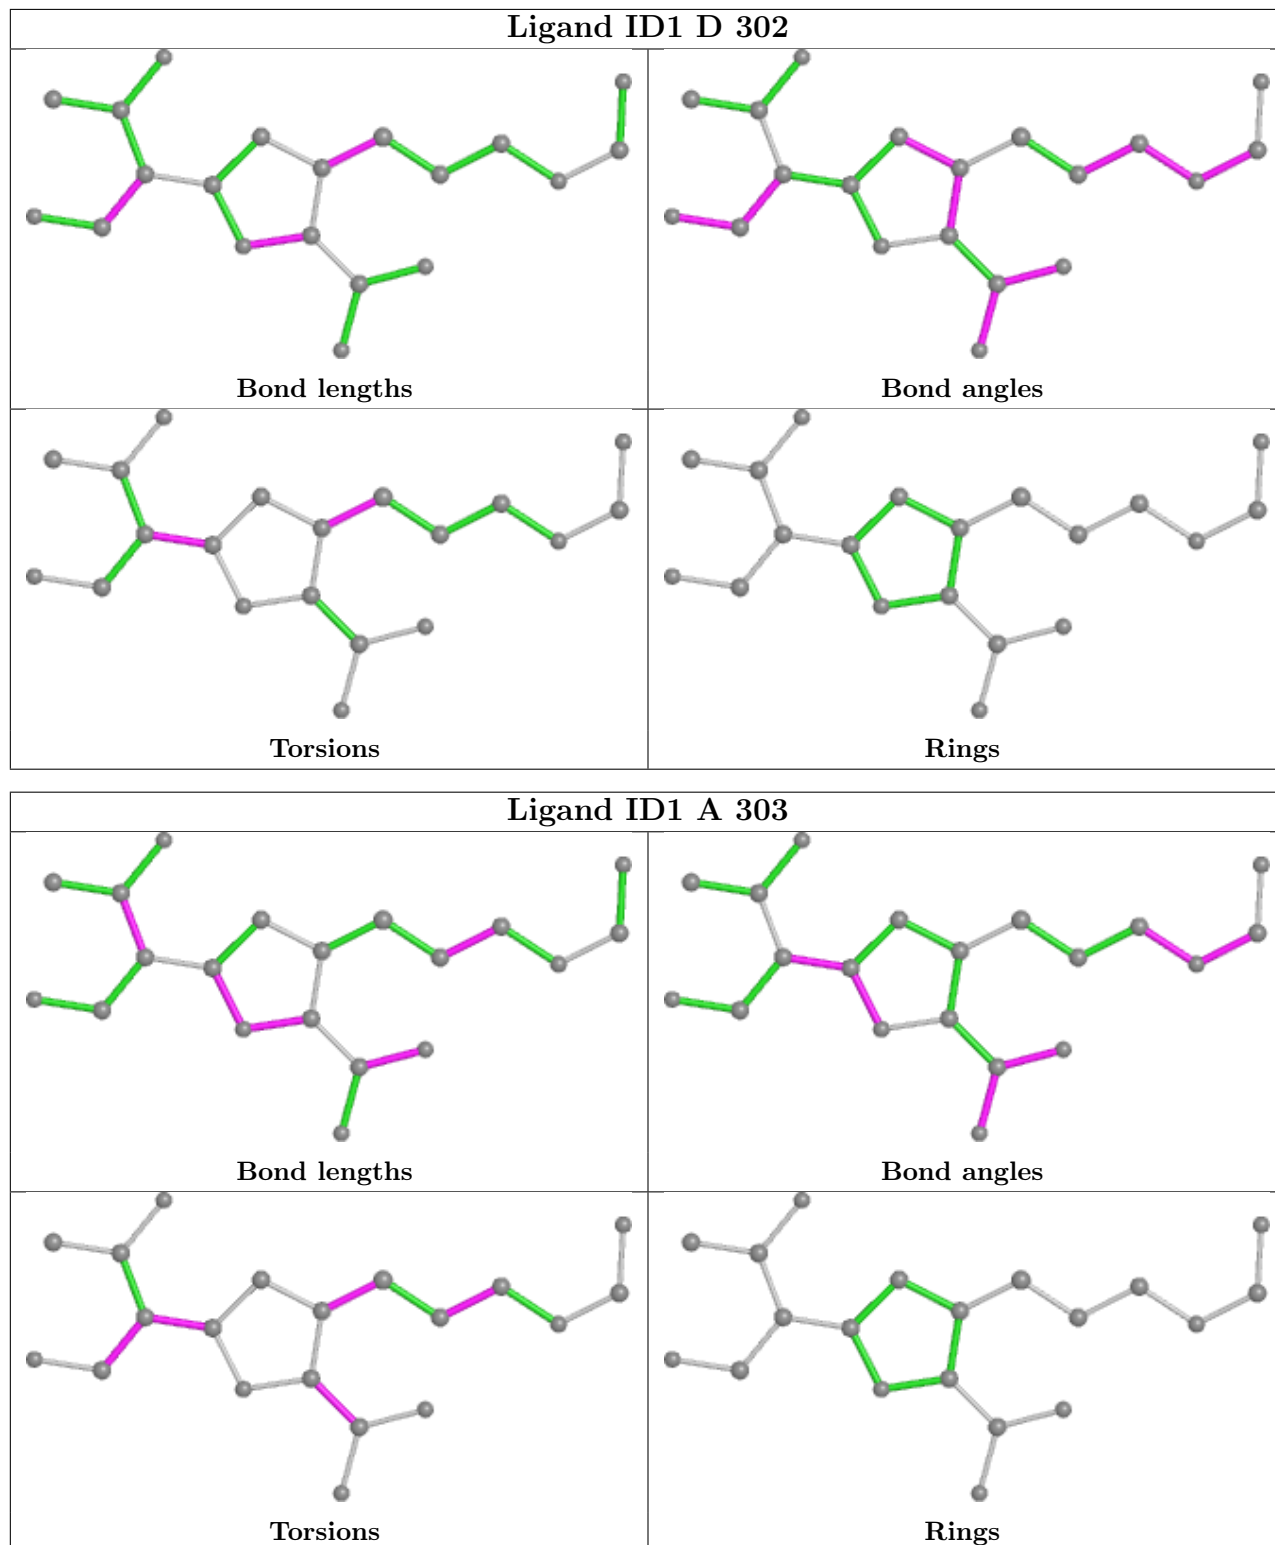 Ligand ID1 D 302
Bond lengths
Bond angles
Torsions
Rings
Ligand ID1 A 303
Bond lengths
Bond angles
Torsions
Rings